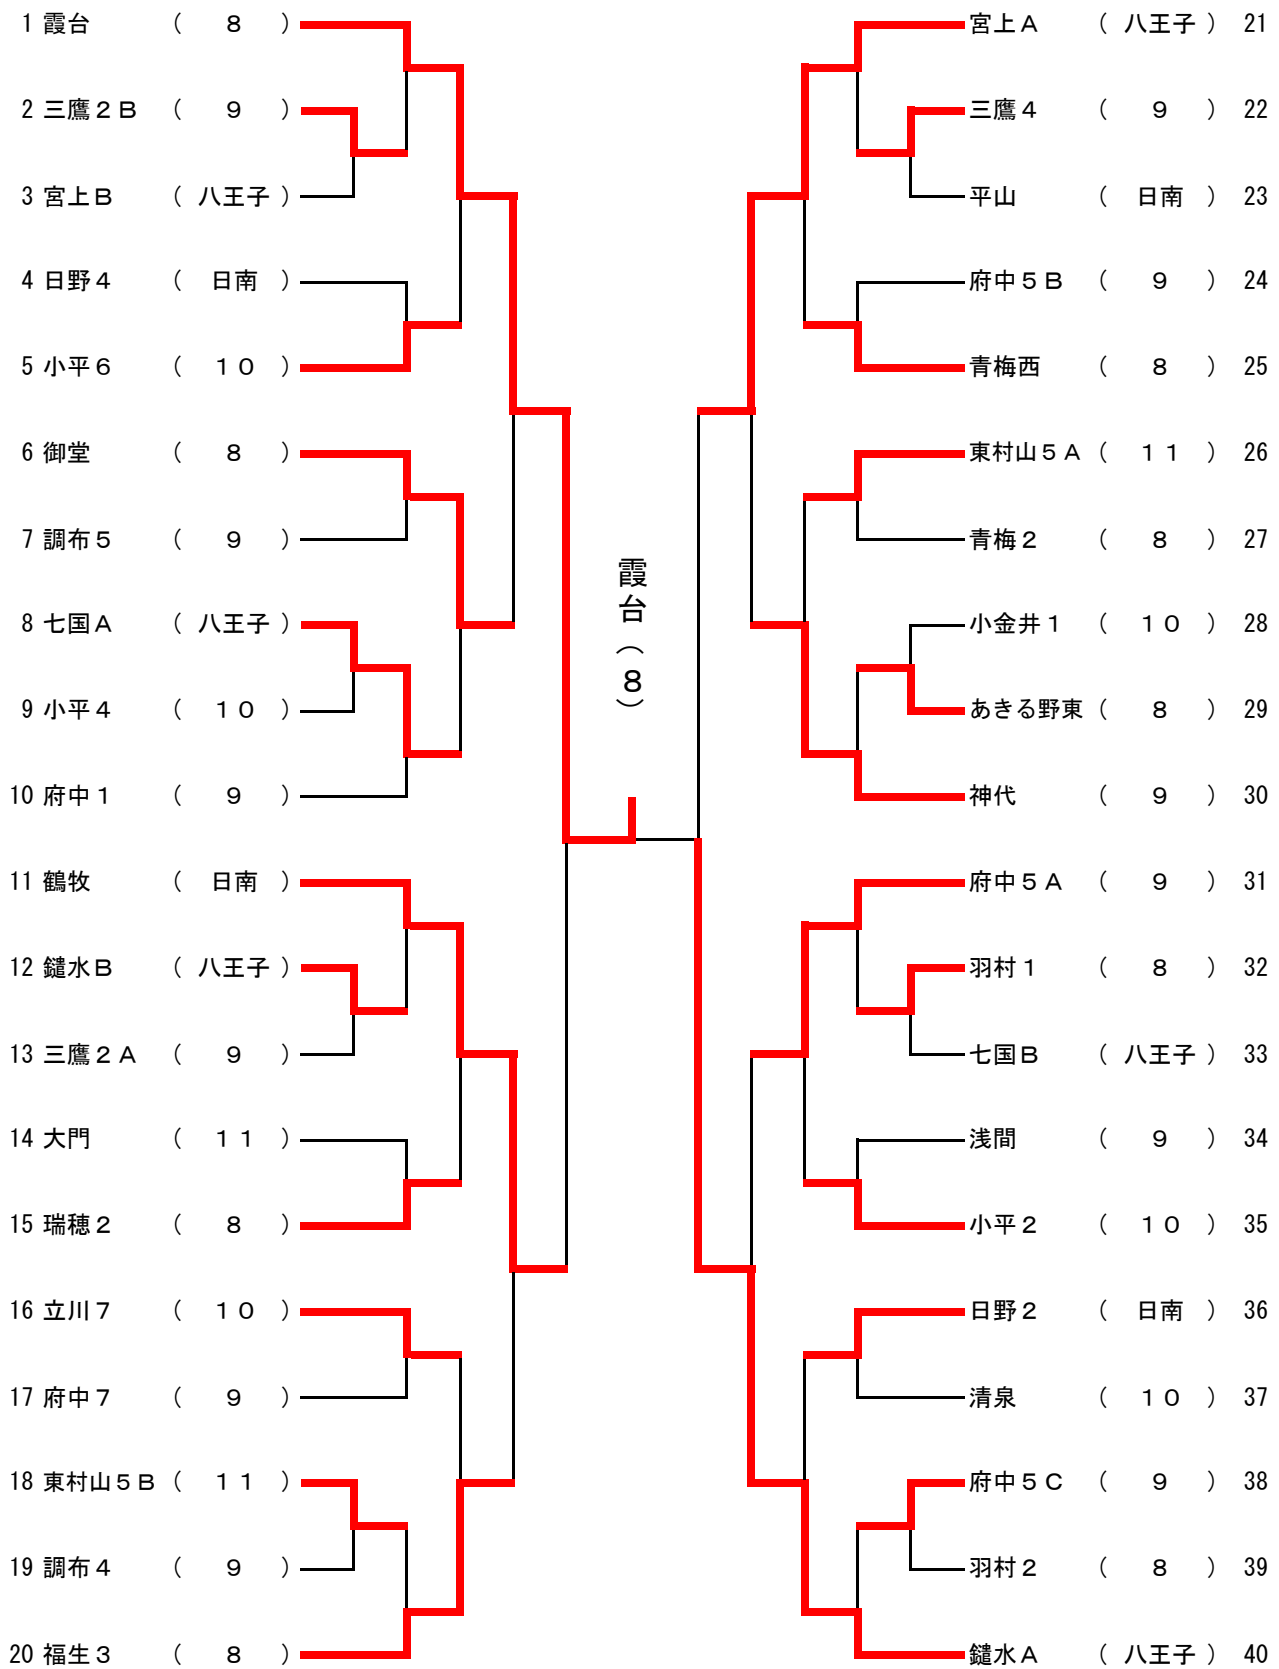 1 霞台 （ 8 ）
2 三鷹２Ｂ （ 9 ）
3 宮上Ｂ （ 八王子 ）
4 日野４ （ 日南 ）
5 小平６ （ １０ ）
6 御堂 （ 8 ）
7 調布５ （ 9 ）
8 七国Ａ （ 八王子 ）
9 小平４ （ １０ ）
10 府中１ （ 9 ）
11 鶴牧 （ 日南 ）
12 鑓水Ｂ （ 八王子 ）
13 三鷹２Ａ （ 9 ）
14 大門 （ １１ ）
15 瑞穂２ （ 8 ）
16 立川７ （ １０ ）
17 府中７ （ 9 ）
18 東村山５Ｂ （ １１ ）
19 調布４ （ 9 ）
20 福生３ （ 8 ）
霞台（8）
宮上Ａ （ 八王子 ） 21
三鷹４ （ 9 ） 22
平山 （ 日南 ） 23
府中５Ｂ （ 9 ） 24
青梅西 （ 8 ） 25
東村山５Ａ （ １１ ） 26
青梅２ （ 8 ） 27
小金井１ （ １０ ） 28
あきる野東 （ 8 ） 29
神代 （ 9 ） 30
府中５Ａ （ 9 ） 31
羽村１ （ 8 ） 32
七国Ｂ （ 八王子 ） 33
浅間 （ 9 ） 34
小平２ （ １０ ） 35
日野２ （ 日南 ） 36
清泉 （ １０ ） 37
府中５Ｃ （ 9 ） 38
羽村２ （ 8 ） 39
鑓水Ａ （ 八王子 ） 40